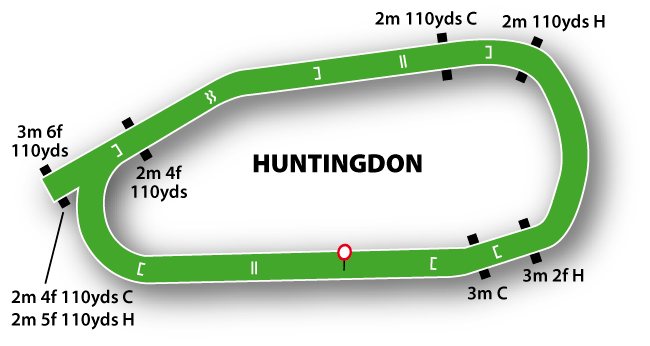 2m 110yds C
2m 110yds H
3m 6f
110yds
2m 4f
110yds
HUNTINGDON
3m 2f H
3m C
2m 4f 110yds C
2m 5f 110yds H